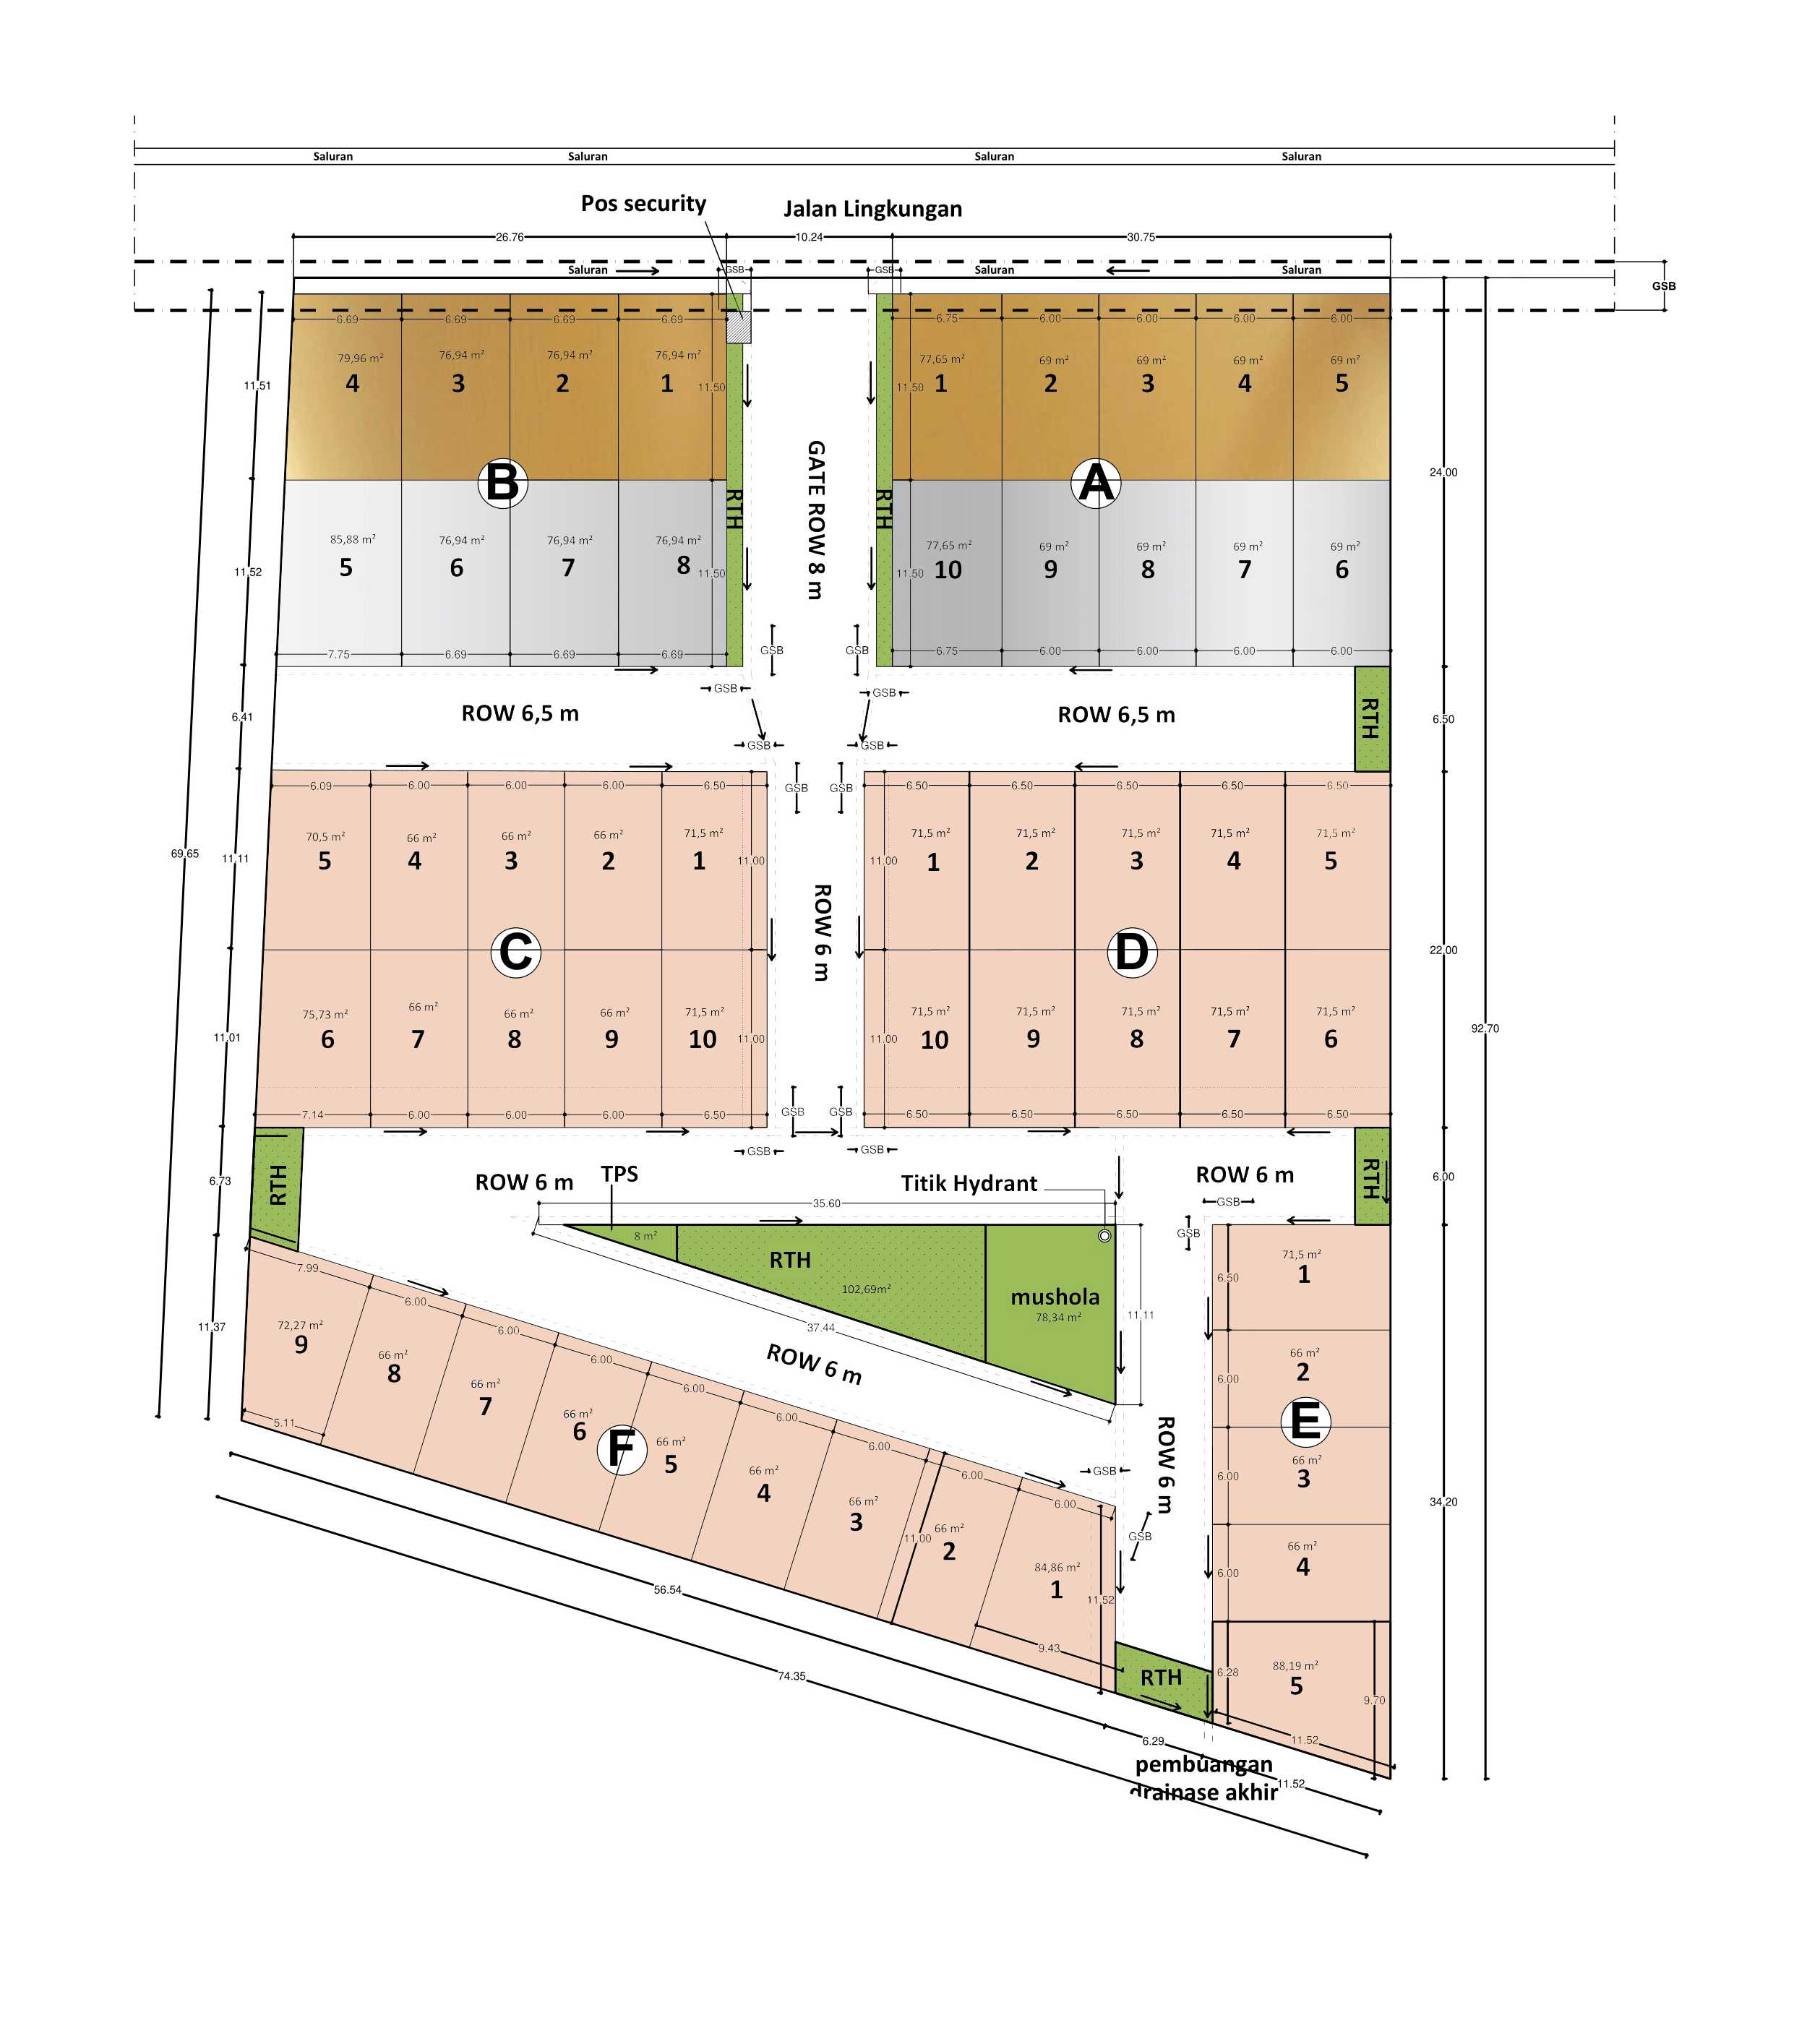 Saluran Saluran Saluran Saluran
Pos security
Jalan Lingkungan
26.76 10.24 30.75
Saluran GSB GSB Saluran Saluran
GSB
6.69 6.69 6.69 6.69 6.75 6.00 6.00 6.00 6.00
79,96 m² 76,94 m² 76,94 m² 76,94 m² 77,65 m² 69 m² 69 m² 69 m² 69 m²
4 3 2 1 11.50 11.50 1 2 3 4 5
11.51
B A
24.00
RTH RTH
GATE ROW 8 m
85,88 m² 76,94 m² 76,94 m² 76,94 m² 77,65 m² 69 m² 69 m² 69 m² 69 m²
5 6 7 8 11.50 11.50 10 9 8 7 6
11.52
7.75 6.69 6.69 6.69 GSB GSB 6.75 6.00 6.00 6.00 6.00
GSB GSB
6.41 ROW 6,5 m ROW 6,5 m RTH 6.50
GSB GSB
6.09 6.00 6.00 6.00 6.50 GSB GSB 6.50 6.50 6.50 6.50 6.50
70,5 m² 66 m² 66 m² 66 m² 71,5 m² 71,5 m² 71,5 m² 71,5 m² 71,5 m² 71,5 m²
69.65 11.11 5 4 3 2 1 11.00 11.00 1 2 3 4 5
ROW 6 m
C D
22.00
75,73 m² 66 m² 66 m² 66 m² 71,5 m² 71,5 m² 71,5 m² 71,5 m² 71,5 m² 71,5 m²
11.01 6 7 8 9 10 11.00 11.00 10 9 8 7 6
92.70
7.14 6.00 6.00 6.00 6.50 GSB GSB 6.50 6.50 6.50 6.50 6.50
GSB GSB
6.73 RTH ROW 6 m TPS Titik Hydrant ROW 6 m RTH 6.00
35.60 GSB
GSB
8 m² RTH 102,69m² mushola 78,34 m² 11.11
37.44
ROW 6 m
71,5 m²
6.50 1
66 m²
6.00 2
E
66 m²
6.00 3
66 m²
6.00 4
88,19 m²
6.28 5 9.70
11.52
34.20
11.37
7.99 6.00 6.00 6.00 6.00 6.00 6.00 6.00 6.00
72,27 m²
9
66 m²
8
66 m²
7
66 m²
6
F
66 m²
5
66 m²
4
66 m²
3
11.00 66 m²
2
84,86 m²
1 11.52
5.11 9.43
GSB
ROW 6 m
GSB
RTH
56.54 6.29 11.52
74.35
pembuangan
drainase akhir